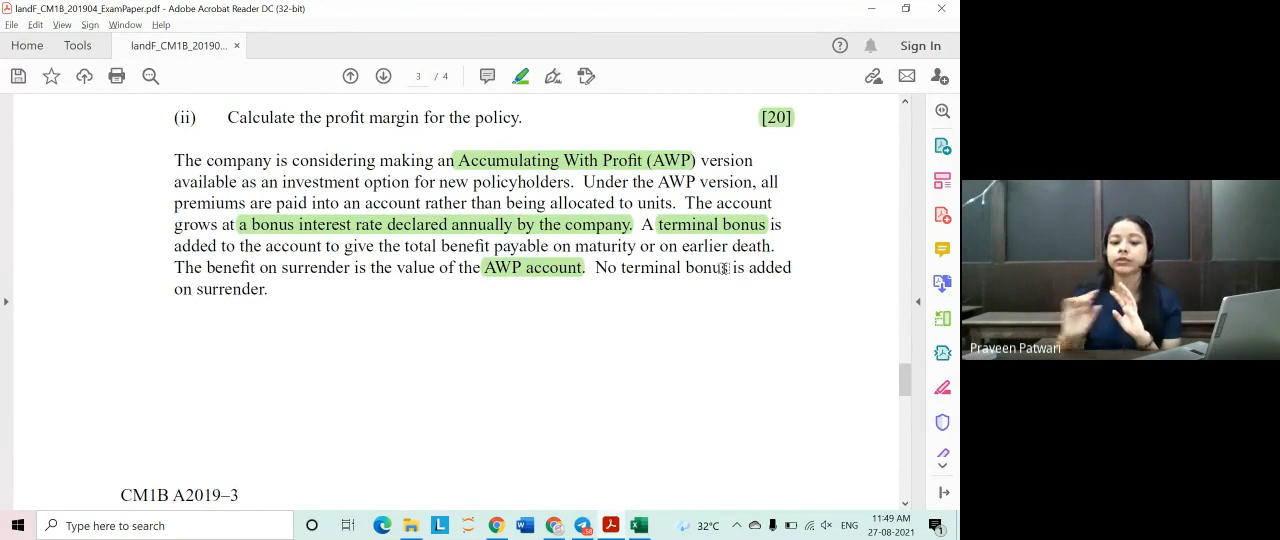 landF_CM1B_201904_ExamPaper.pdf - Adobe Acrobat Reader DC (32-bit)
File Edit View Sign Window Help
Home Tools landF_CM1B_20190... × Sign In
3 / 4
(ii) Calculate the profit margin for the policy. [20]
The company is considering making an Accumulating With Profit (AWP) version
available as an investment option for new policyholders. Under the AWP version, all
premiums are paid into an account rather than being allocated to units. The account
grows at a bonus interest rate declared annually by the company. A terminal bonus is
added to the account to give the total benefit payable on maturity or on earlier death.
The benefit on surrender is the value of the AWP account. No terminal bonus is added
on surrender.
Praveen Patwari
CM1B A2019–3
Type here to search
32°C ENG 11:49 AM
27-08-2021